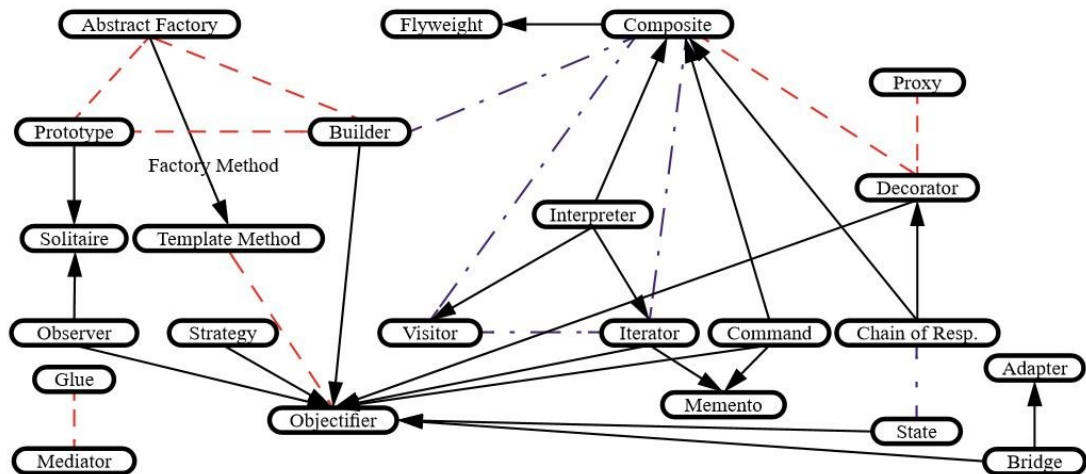 Abstract Factory
Flyweight
Composite
Proxy
Prototype
Builder
Factory Method
Decorator
Interpreter
Solitaire
Template Method
Observer
Strategy
Visitor
Iterator
Command
Chain of Resp.
Adapter
Glue
Memento
Objectifier
State
Mediator
Bridge